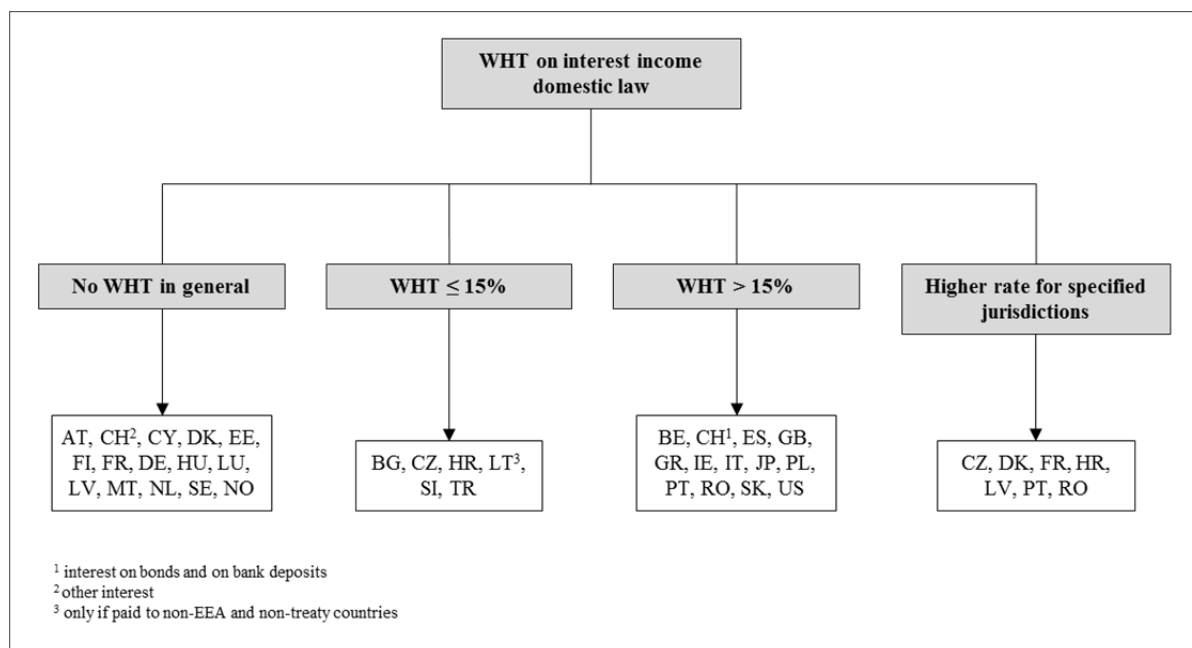 WHT on interest income
domestic law
No WHT in general
WHT ≤ 15%
WHT > 15%
Higher rate for specified
jurisdictions
AT, CH², CY, DK, EE,
FI, FR, DE, HU, LU,
LV, MT, NL, SE, NO
BG, CZ, HR, LT³,
SI, TR
BE, CH¹, ES, GB,
GR, IE, IT, JP, PL,
PT, RO, SK, US
CZ, DK, FR, HR,
LV, PT, RO
¹ interest on bonds and on bank deposits
² other interest
³ only if paid to non-EEA and non-treaty countries